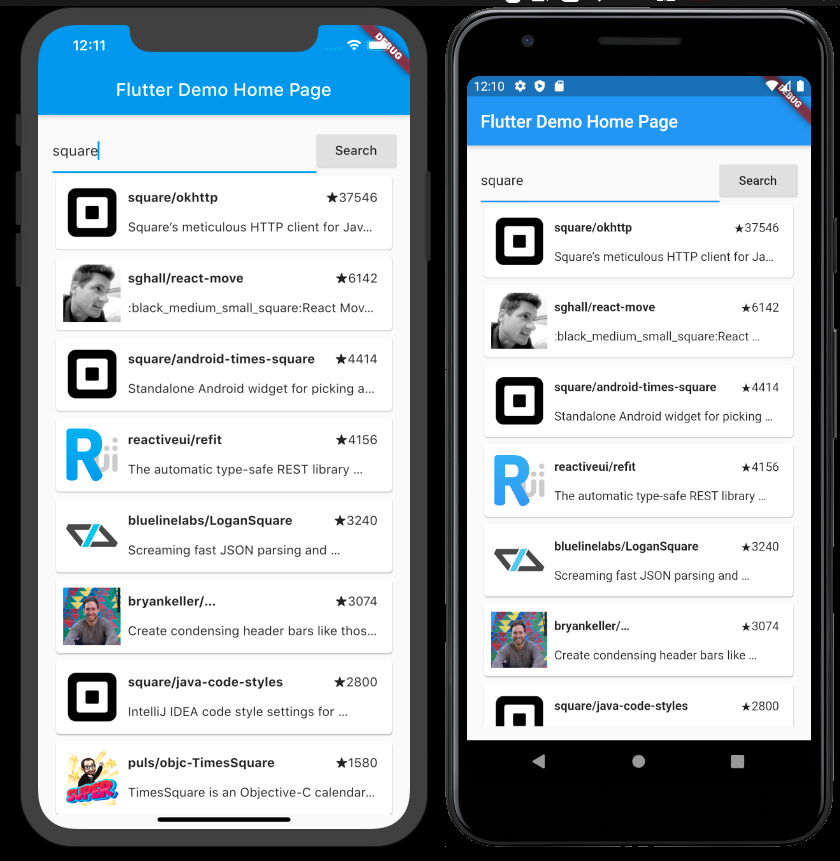 12:11
DEBUG
Flutter Demo Home Page
square
Search
square/okhttp ★37546
Square’s meticulous HTTP client for Jav...
sghall/react-move ★6142
:black_medium_small_square:React Mov...
square/android-times-square ★4414
Standalone Android widget for picking a...
reactiveui/refit ★4156
The automatic type-safe REST library ...
bluelinelabs/LoganSquare ★3240
Screaming fast JSON parsing and ...
bryankeller/... ★3074
Create condensing header bars like thos...
square/java-code-styles ★2800
IntelliJ IDEA code style settings for ...
puls/objc-TimesSquare ★1580
TimesSquare is an Objective-C calendar...
SUPER
12:10
DEBUG
Flutter Demo Home Page
square
Search
square/okhttp ★37546
Square’s meticulous HTTP client for Ja...
sghall/react-move ★6142
:black_medium_small_square:React ...
square/android-times-square ★4414
Standalone Android widget for picking ...
reactiveui/refit ★4156
The automatic type-safe REST library ...
bluelinelabs/LoganSquare ★3240
Screaming fast JSON parsing and ...
bryankeller/... ★3074
Create condensing header bars like ...
square/java-code-styles ★2800